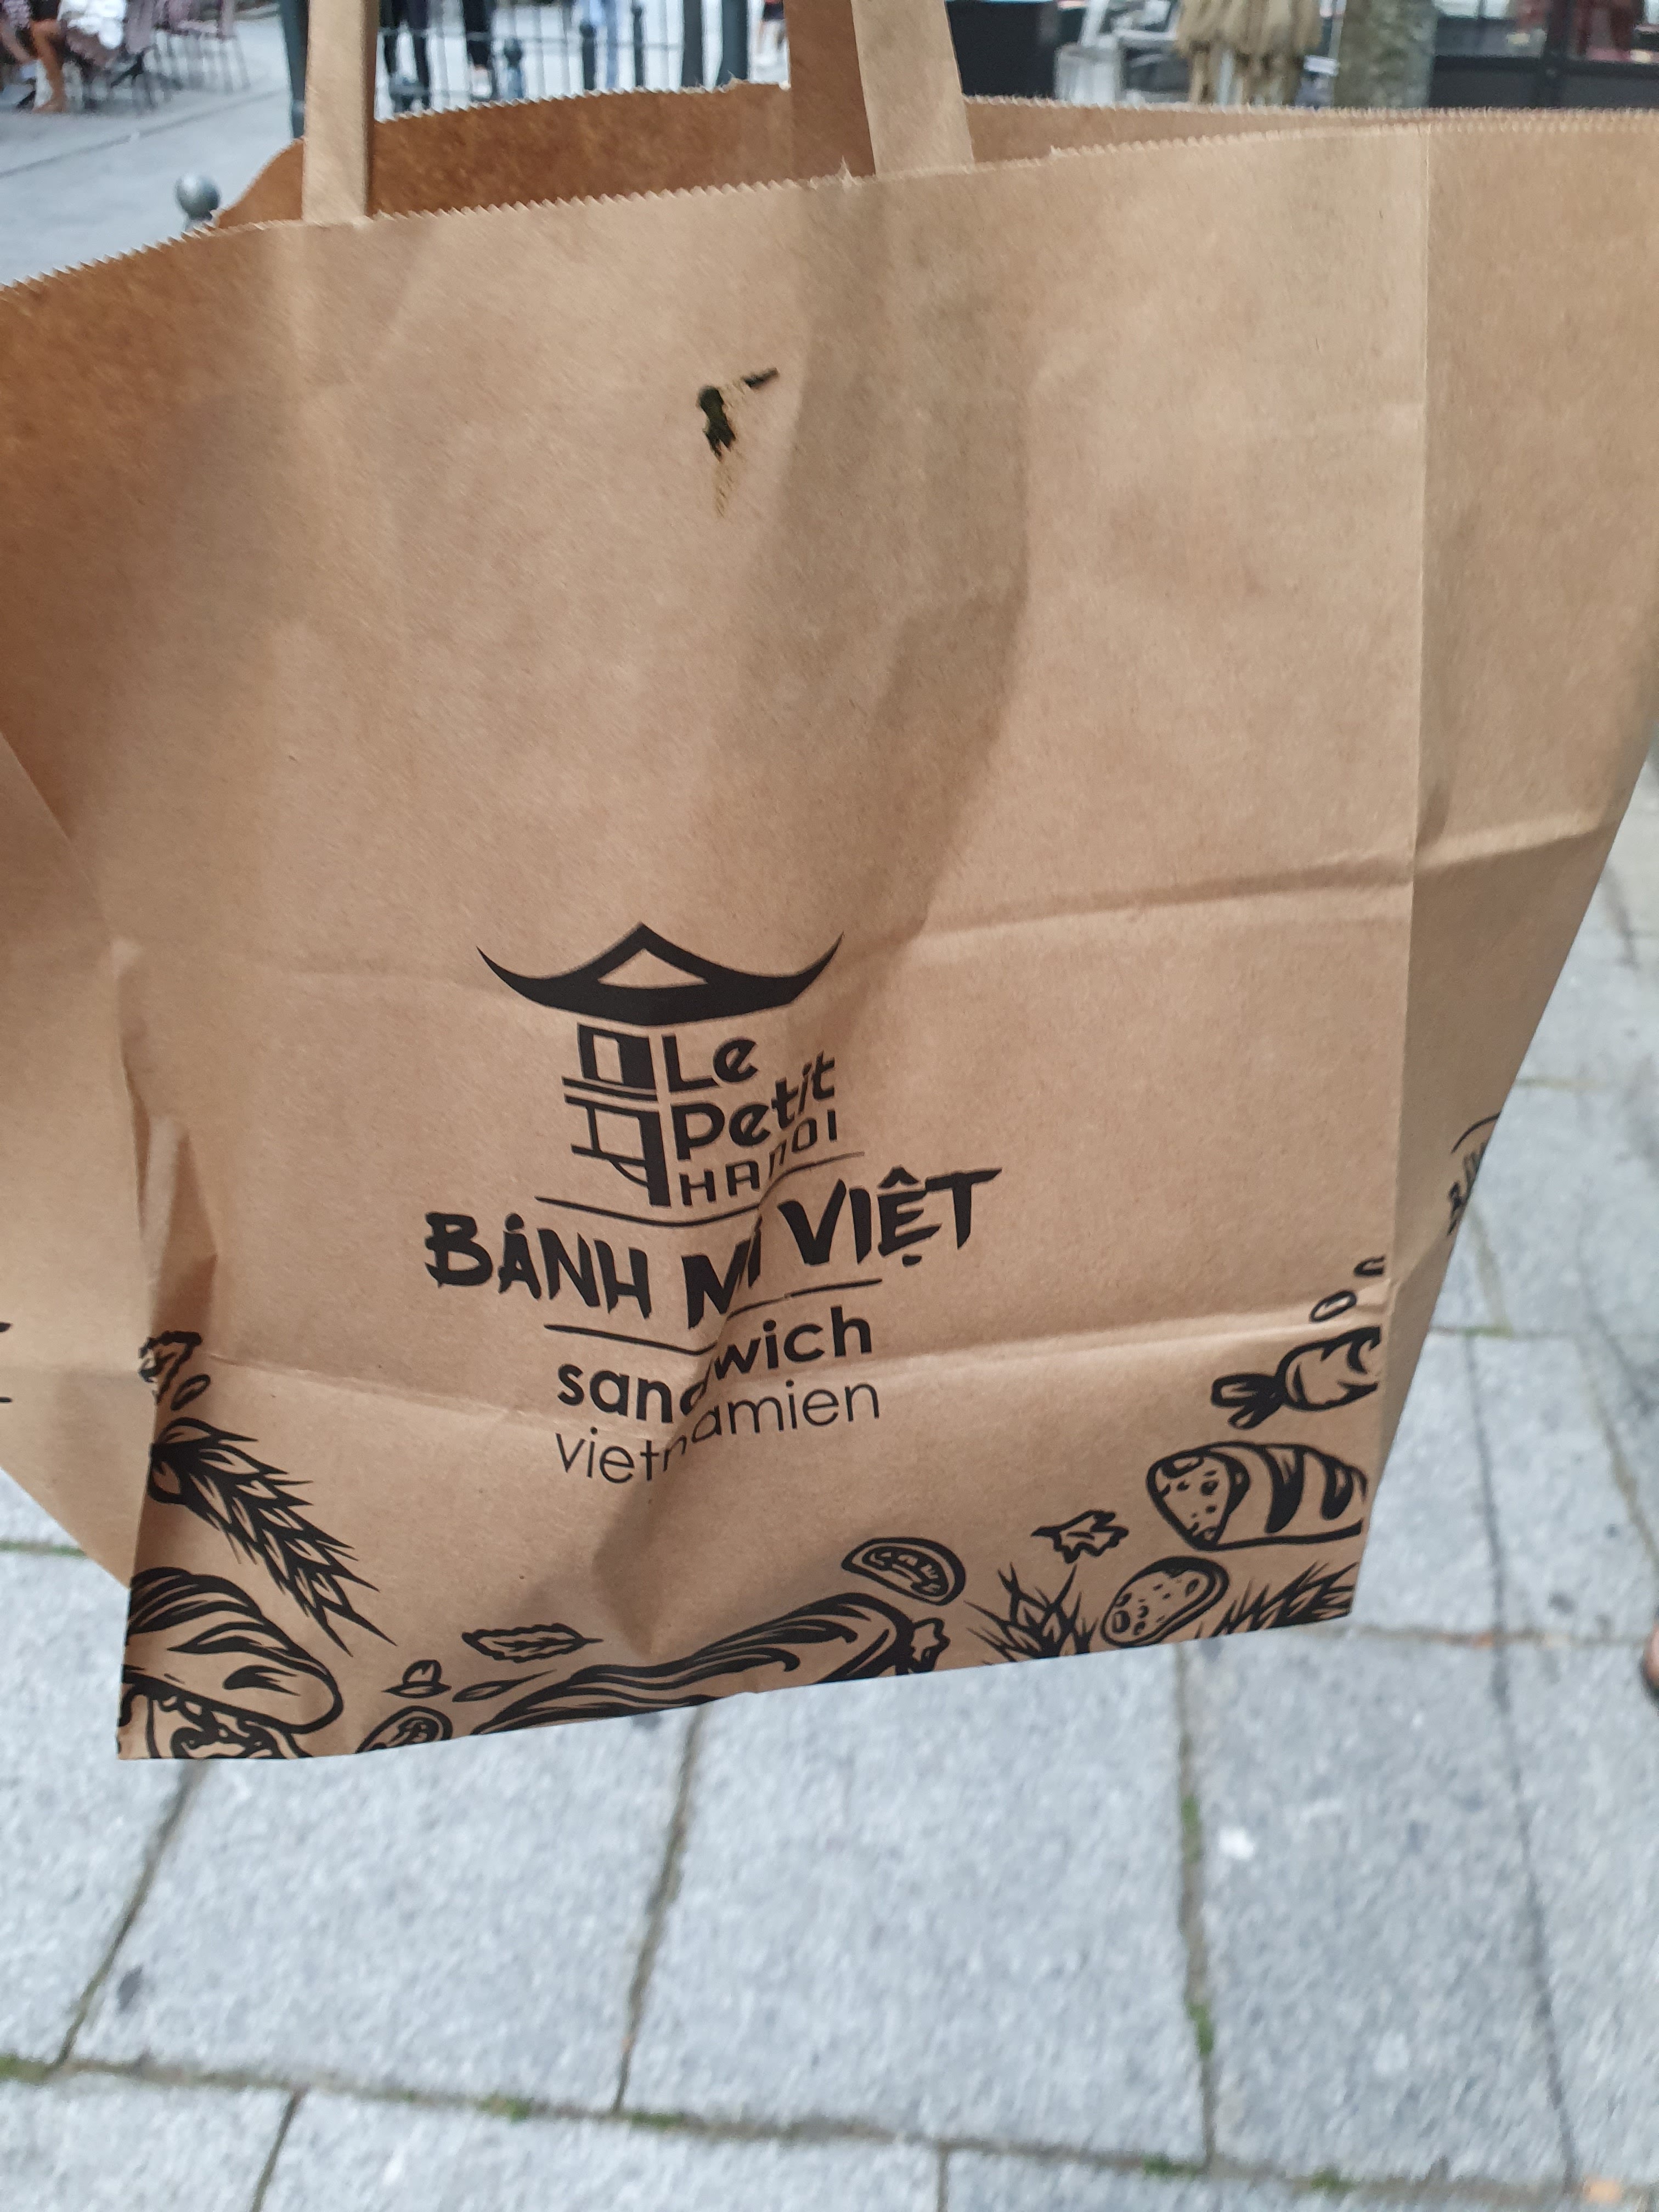 Le
Petit
HAnoi
BÁNH MÌ VIỆT
sandwich
vietnamien